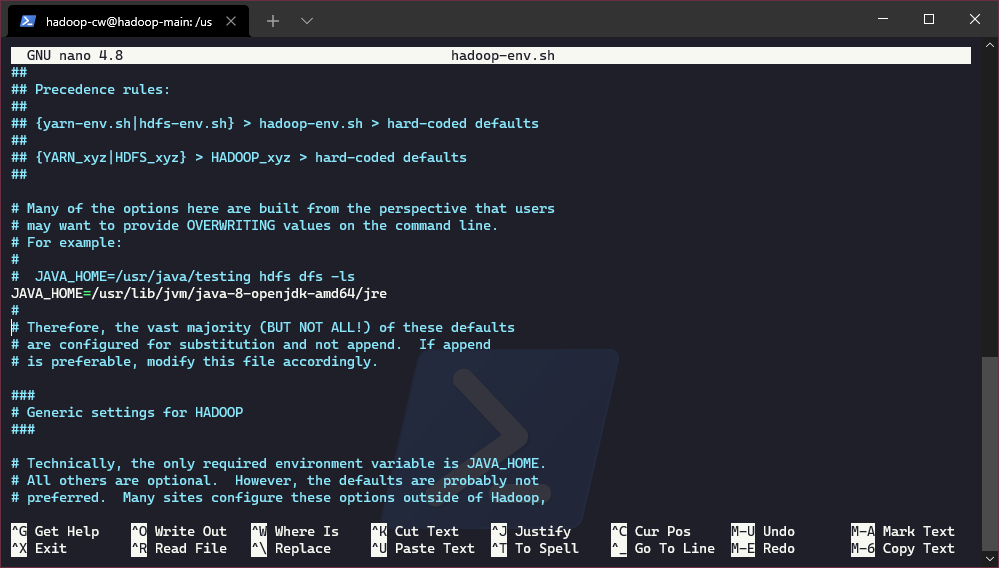 hadoop-cw@hadoop-main: /us
GNU nano 4.8 hadoop-env.sh
##
## Precedence rules:
##
## {yarn-env.sh|hdfs-env.sh} > hadoop-env.sh > hard-coded defaults
##
## {YARN_xyz|HDFS_xyz} > HADOOP_xyz > hard-coded defaults
##
# Many of the options here are built from the perspective that users
# may want to provide OVERWRITING values on the command line.
# For example:
#
#  JAVA_HOME=/usr/java/testing hdfs dfs -ls
JAVA_HOME=/usr/lib/jvm/java-8-openjdk-amd64/jre
#
# Therefore, the vast majority (BUT NOT ALL!) of these defaults
# are configured for substitution and not append.  If append
# is preferable, modify this file accordingly.
###
# Generic settings for HADOOP
###
# Technically, the only required environment variable is JAVA_HOME.
# All others are optional.  However, the defaults are probably not
# preferred.  Many sites configure these options outside of Hadoop,
^G Get Help ^O Write Out ^W Where Is ^K Cut Text ^J Justify ^C Cur Pos M-U Undo M-A Mark Text
^X Exit ^R Read File ^\ Replace ^U Paste Text ^T To Spell ^_ Go To Line M-E Redo M-6 Copy Text